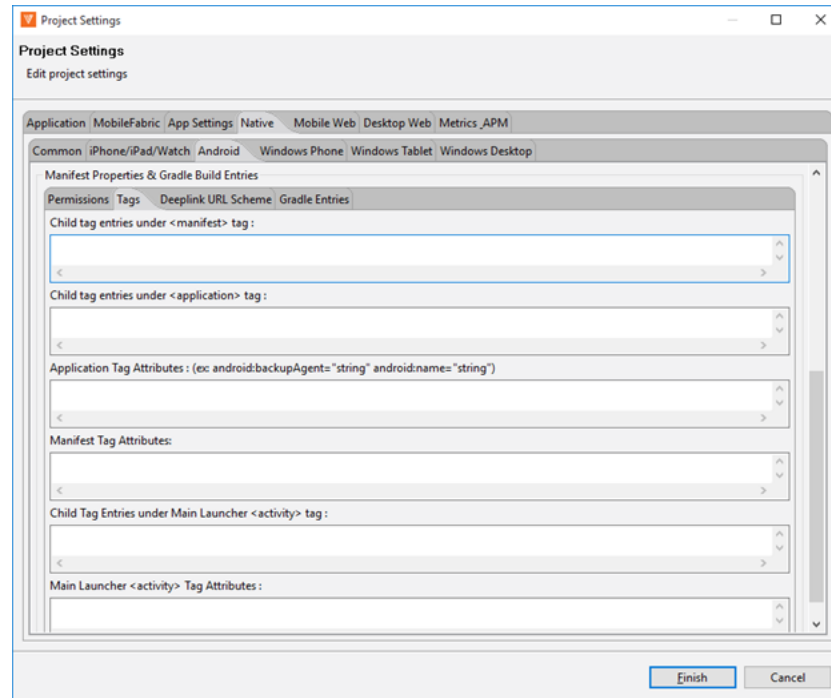 Project Settings
Project Settings
Edit project settings
Application MobileFabric App Settings Native Mobile Web Desktop Web Metrics_APM
Common iPhone/iPad/Watch Android Windows Phone Windows Tablet Windows Desktop
Manifest Properties & Gradle Build Entries
Permissions Tags Deeplink URL Scheme Gradle Entries
Child tag entries under <manifest> tag :
Child tag entries under <application> tag :
Application Tag Attributes : (ex: android:backupAgent="string" android:name="string")
Manifest Tag Attributes:
Child Tag Entries under Main Launcher <activity> tag :
Main Launcher <activity> Tag Attributes :
Finish Cancel